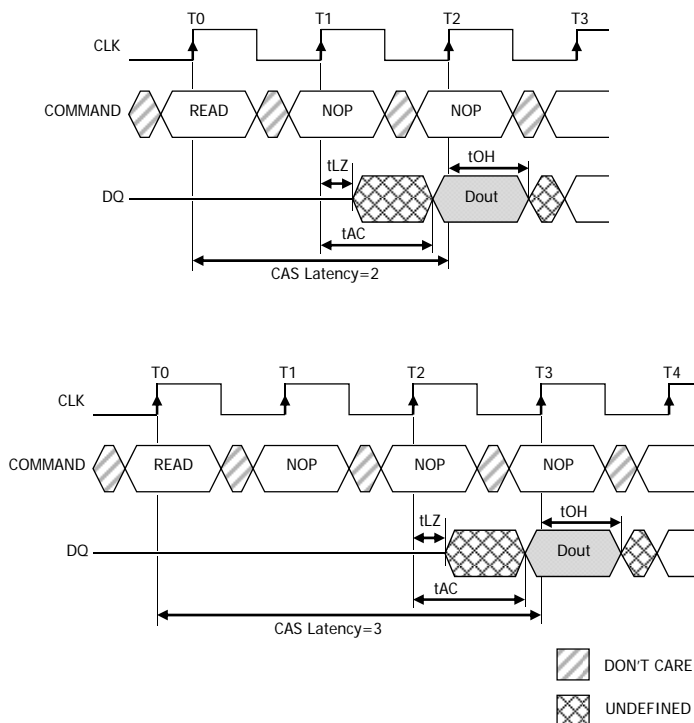 T0 T1 T2 T3
CLK
COMMAND READ NOP NOP
tLZ tOH
DQ Dout
tAC
CAS Latency=2
T0 T1 T2 T3 T4
CLK
COMMAND READ NOP NOP NOP
tLZ tOH
DQ Dout
tAC
CAS Latency=3
DON'T CARE
UNDEFINED